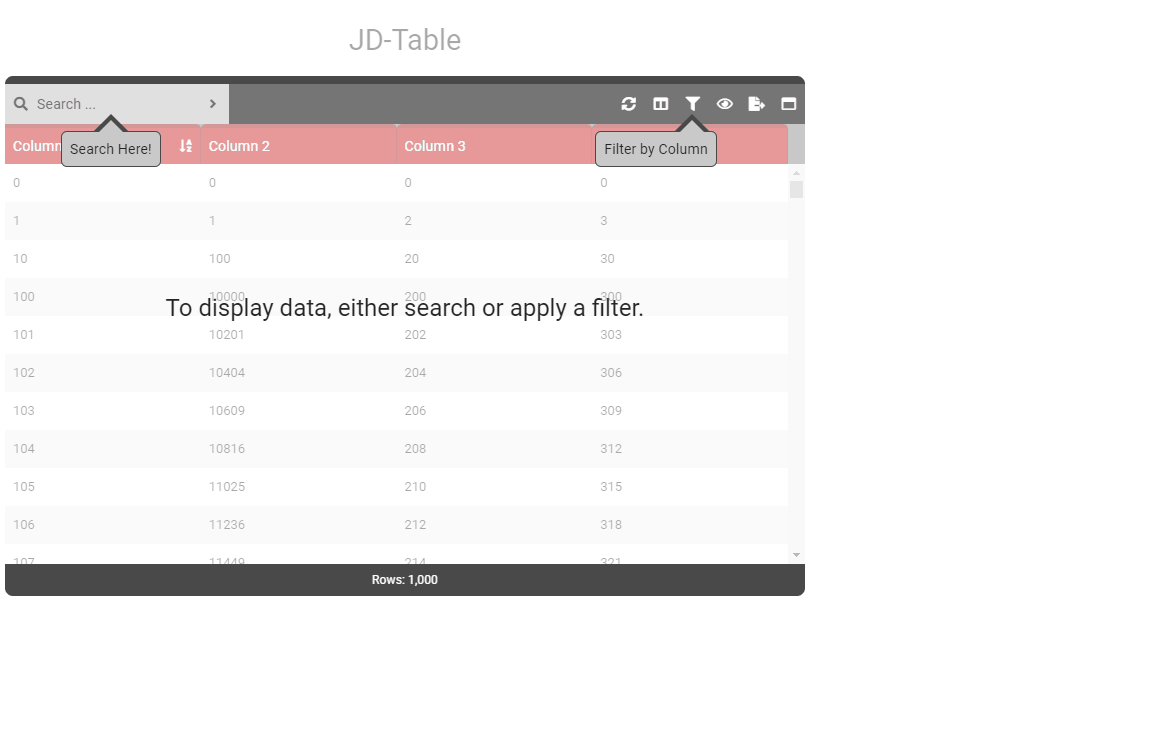 JD-Table
Search ...
Column
Column 2
Column 3
Search Here!
Filter by Column
0 0 0 0
1 1 2 3
10 100 20 30
100 10000 200 300
To display data, either search or apply a filter.
101 10201 202 303
102 10404 204 306
103 10609 206 309
104 10816 208 312
105 11025 210 315
106 11236 212 318
107 11449 214 321
Rows: 1,000